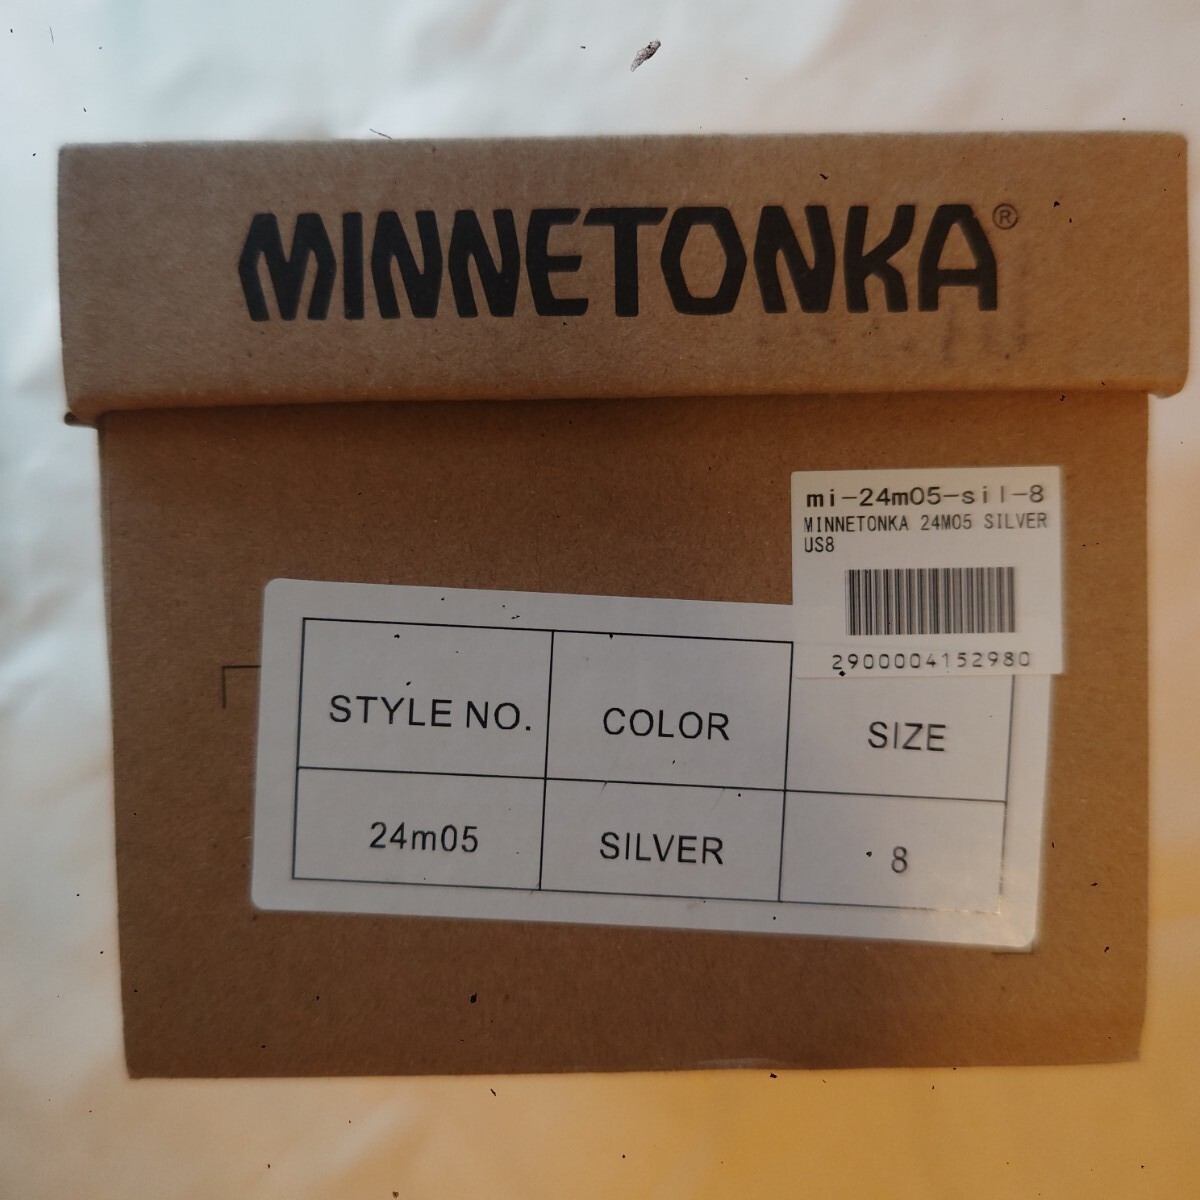 MINNETONKA®
mi-24m05-sil-8
MINNETONKA 24M05 SILVER
US8
2900004152980
STYLE NO. COLOR SIZE
24m05 SILVER 8